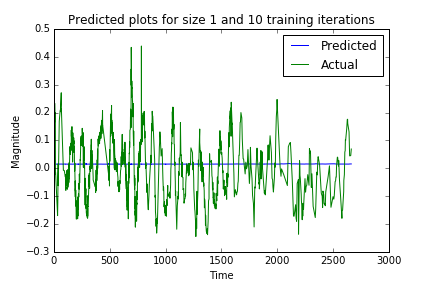 Predicted plots for size 1 and 10 training iterations
0.5
Predicted
Actual
0.4
0.3
0.2
0.1
0.0
−0.1
−0.2
−0.3
Magnitude
0 500 1000 1500 2000 2500 3000
Time